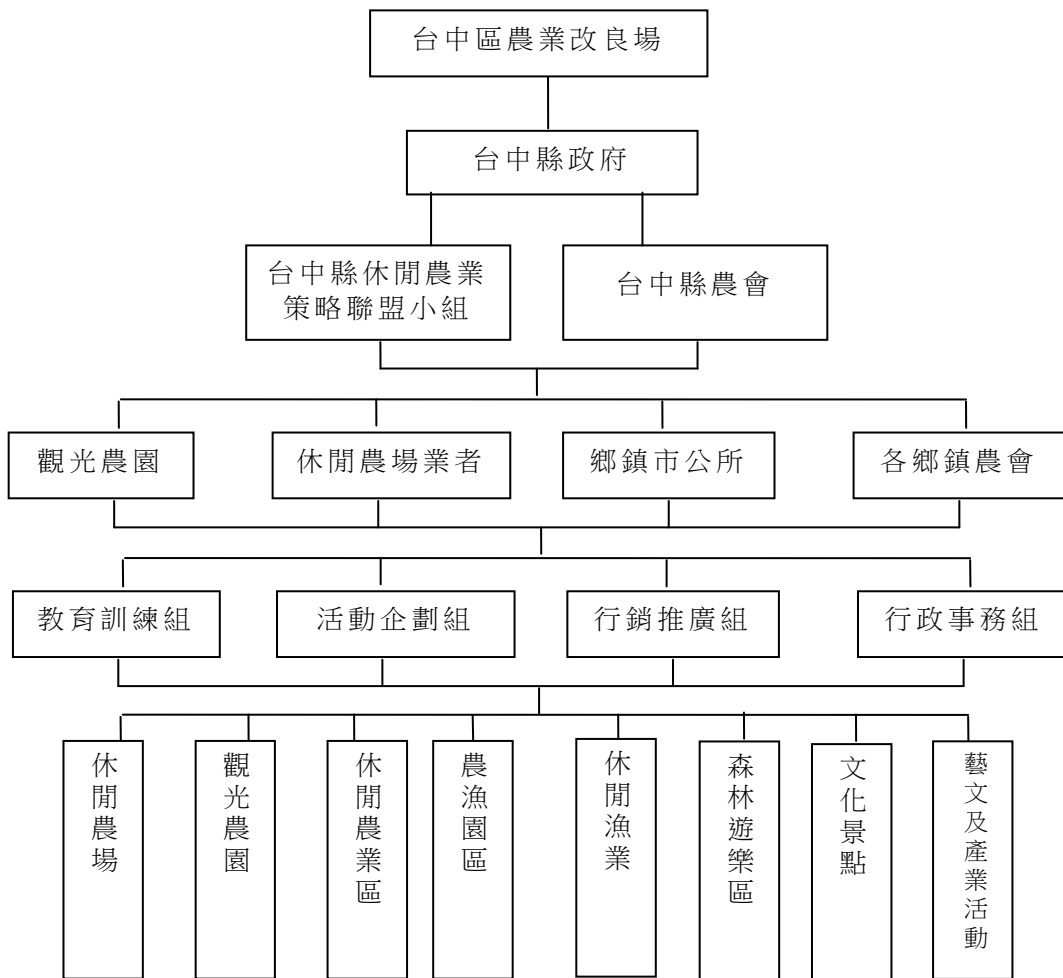 台中區農業改良場
台中縣政府
台中縣休閒農業
策略聯盟小組
台中縣農會
觀光農園
休閒農場業者
鄉鎮市公所
各鄉鎮農會
教育訓練組
活動企劃組
行銷推廣組
行政事務組
休閒農場
觀光農園
休閒農業區
農漁園區
休閒漁業
森林遊樂區
文化景點
藝文及產業活動